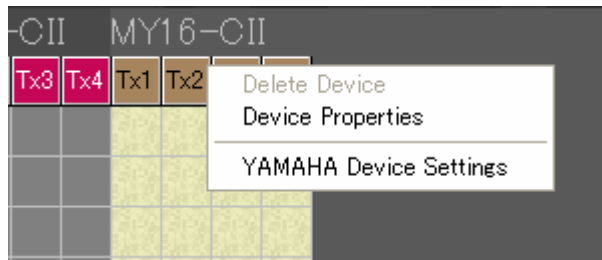 -CII MY16-CII
Tx3 Tx4 Tx1 Tx2
Delete Device
Device Properties
YAMAHA Device Settings